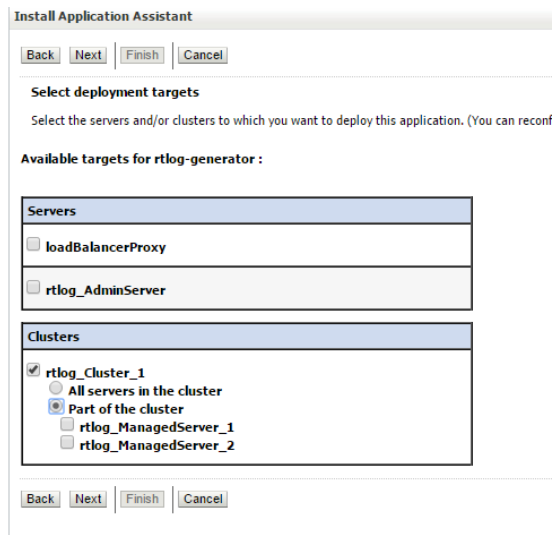 Install Application Assistant
Back Next Finish Cancel
Select deployment targets
Select the servers and/or clusters to which you want to deploy this application. (You can reconf
Available targets for rtlog-generator :
Servers
loadBalancerProxy
rtlog_AdminServer
Clusters
rtlog_Cluster_1
All servers in the cluster
Part of the cluster
rtlog_ManagedServer_1
rtlog_ManagedServer_2
Back Next Finish Cancel